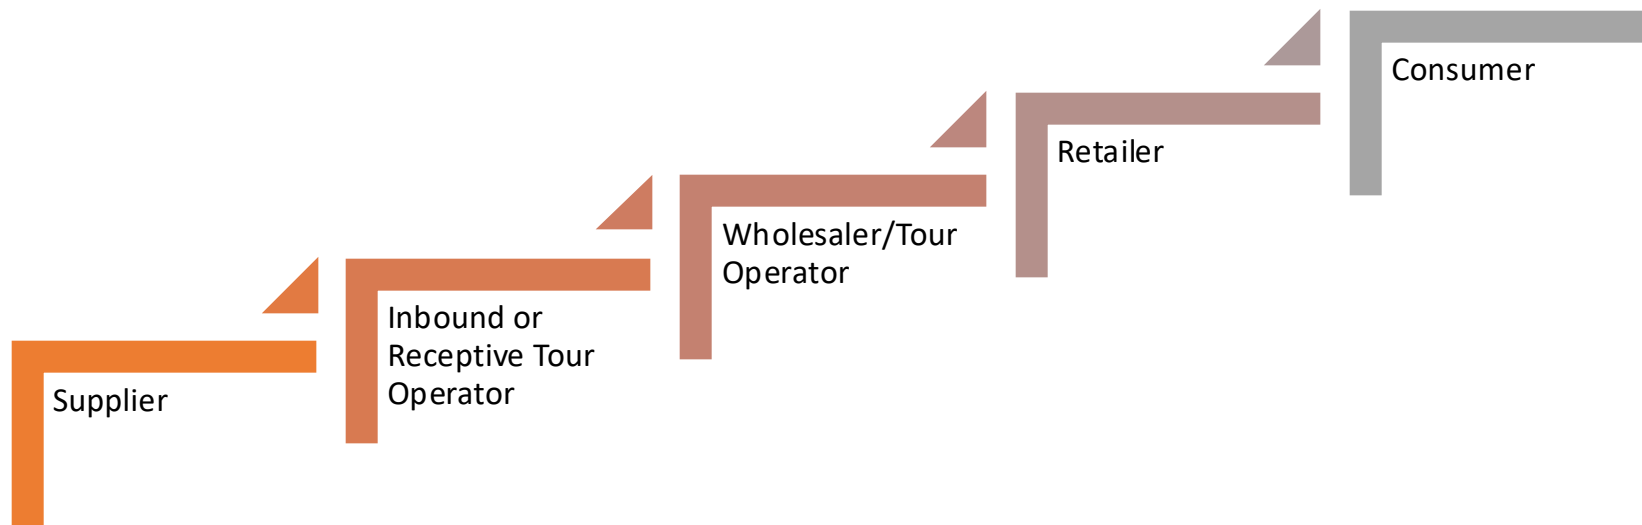 Supplier
Inbound or
Receptive Tour
Operator
Wholesaler/Tour
Operator
Retailer
Consumer